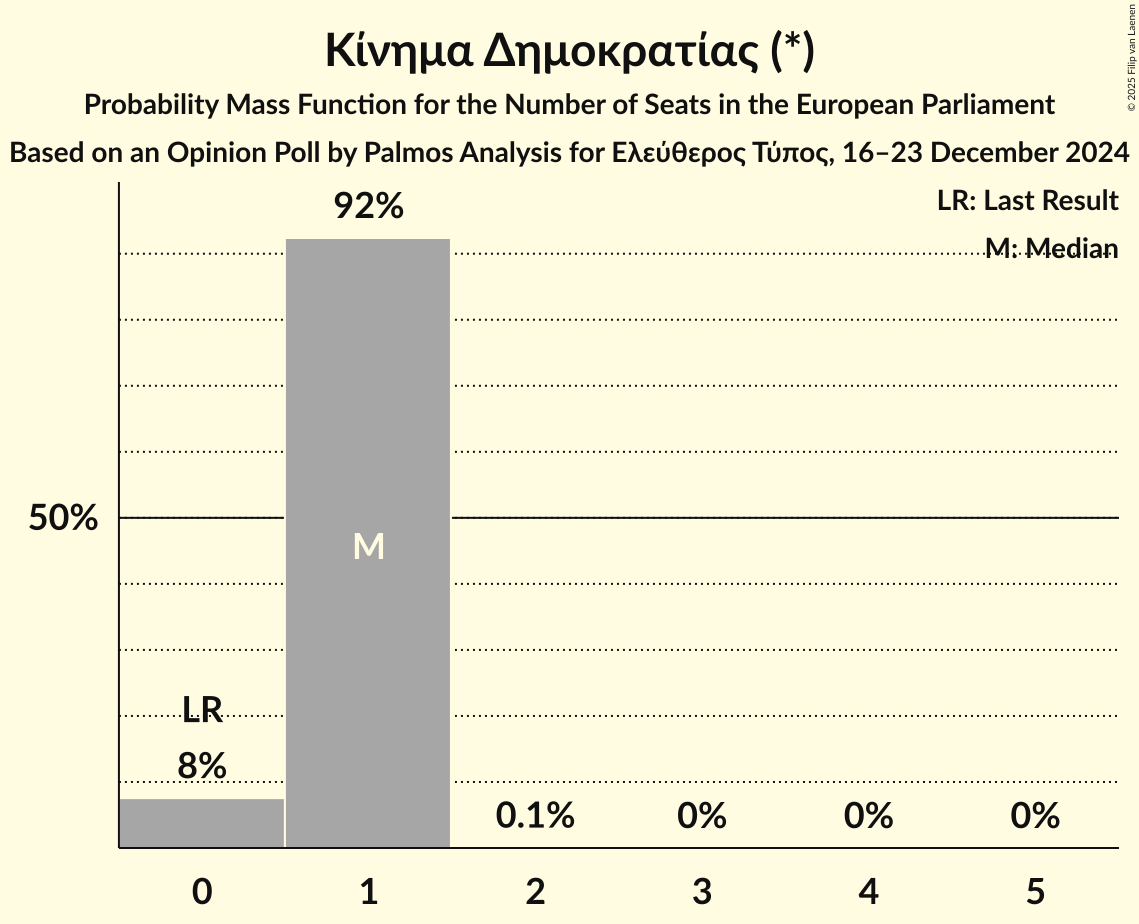 Κίνημα Δημοκρατίας (*)
Probability Mass Function for the Number of Seats in the European Parliament
Based on an Opinion Poll by Palmos Analysis for Ελεύθερος Τύπος, 16–23 December 2024
© 2025 Filip van Laenen
LR: Last Result
M: Median
92%
50%
M
LR
8%
0.1%
0%
0%
0%
0 1 2 3 4 5